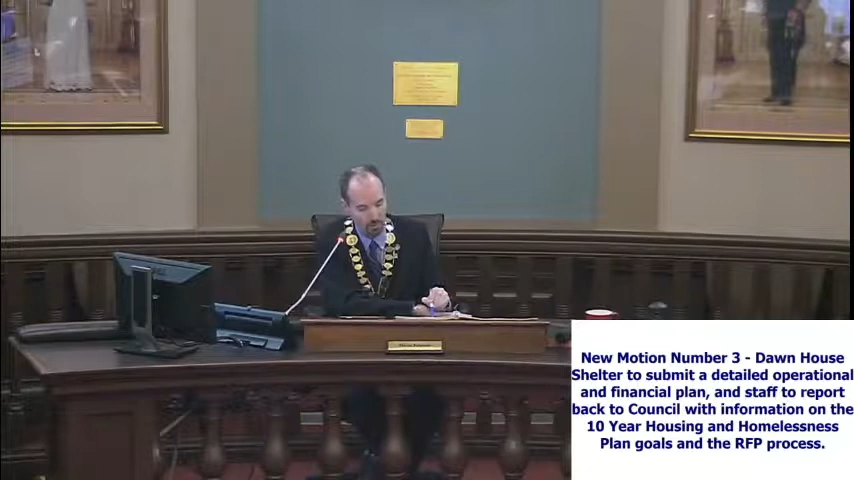 New Motion Number 3 - Dawn House
Shelter to submit a detailed operational
and financial plan, and staff to report
back to Council with information on the
10 Year Housing and Homelessness
Plan goals and the RFP process.